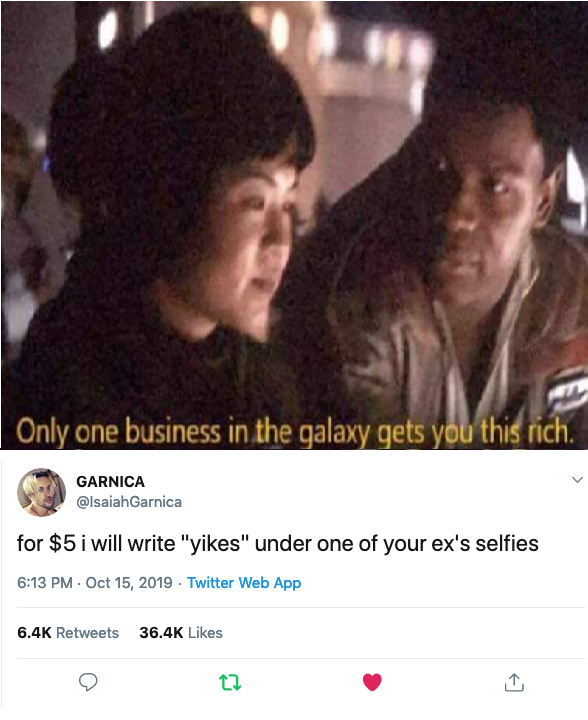 Only one business in the galaxy gets you this rich.
GARNICA
@IsaiahGarnica
for $5 i will write "yikes" under one of your ex's selfies
6:13 PM · Oct 15, 2019 · Twitter Web App
6.4K Retweets 36.4K Likes